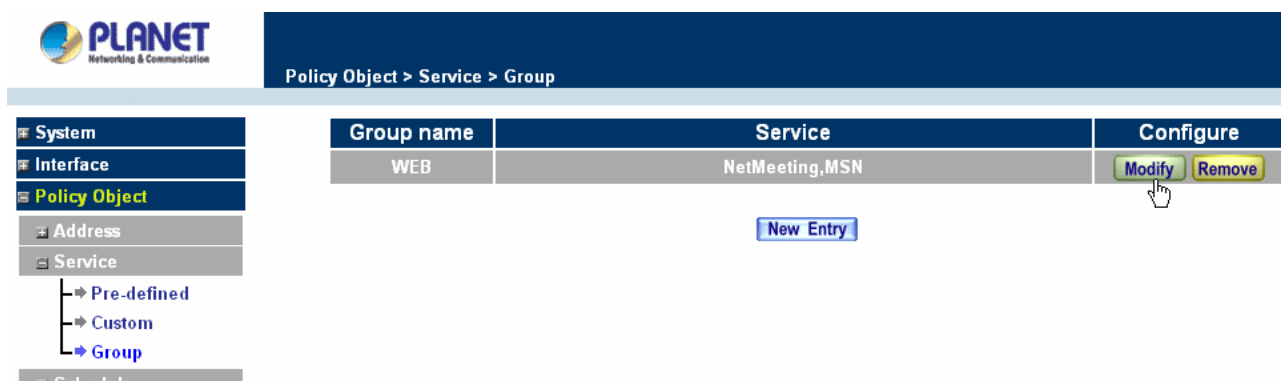 PLANET
Networking & Communication
Policy Object > Service > Group
System
Interface
Policy Object
Address
Service
Pre-defined
Custom
Group
Group name Service Configure
WEB NetMeeting,MSN Modify Remove
New Entry